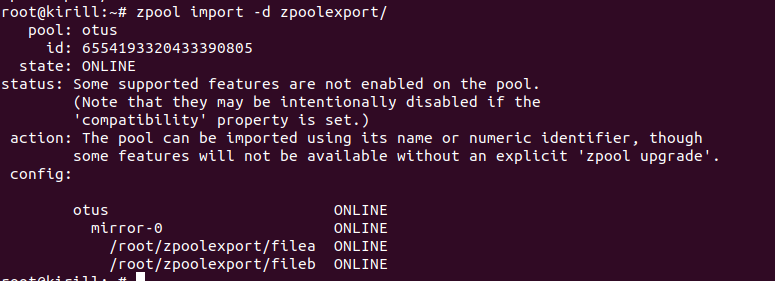 root@kirill:~# zpool import -d zpoolexport/
   pool: otus
     id: 6554193320433390805
  state: ONLINE
status: Some supported features are not enabled on the pool.
        (Note that they may be intentionally disabled if the
        'compatibility' property is set.)
 action: The pool can be imported using its name or numeric identifier, though
        some features will not be available without an explicit 'zpool upgrade'.
 config:

        otus                         ONLINE
          mirror-0                   ONLINE
            /root/zpoolexport/filea  ONLINE
            /root/zpoolexport/fileb  ONLINE
root@kirill:~#